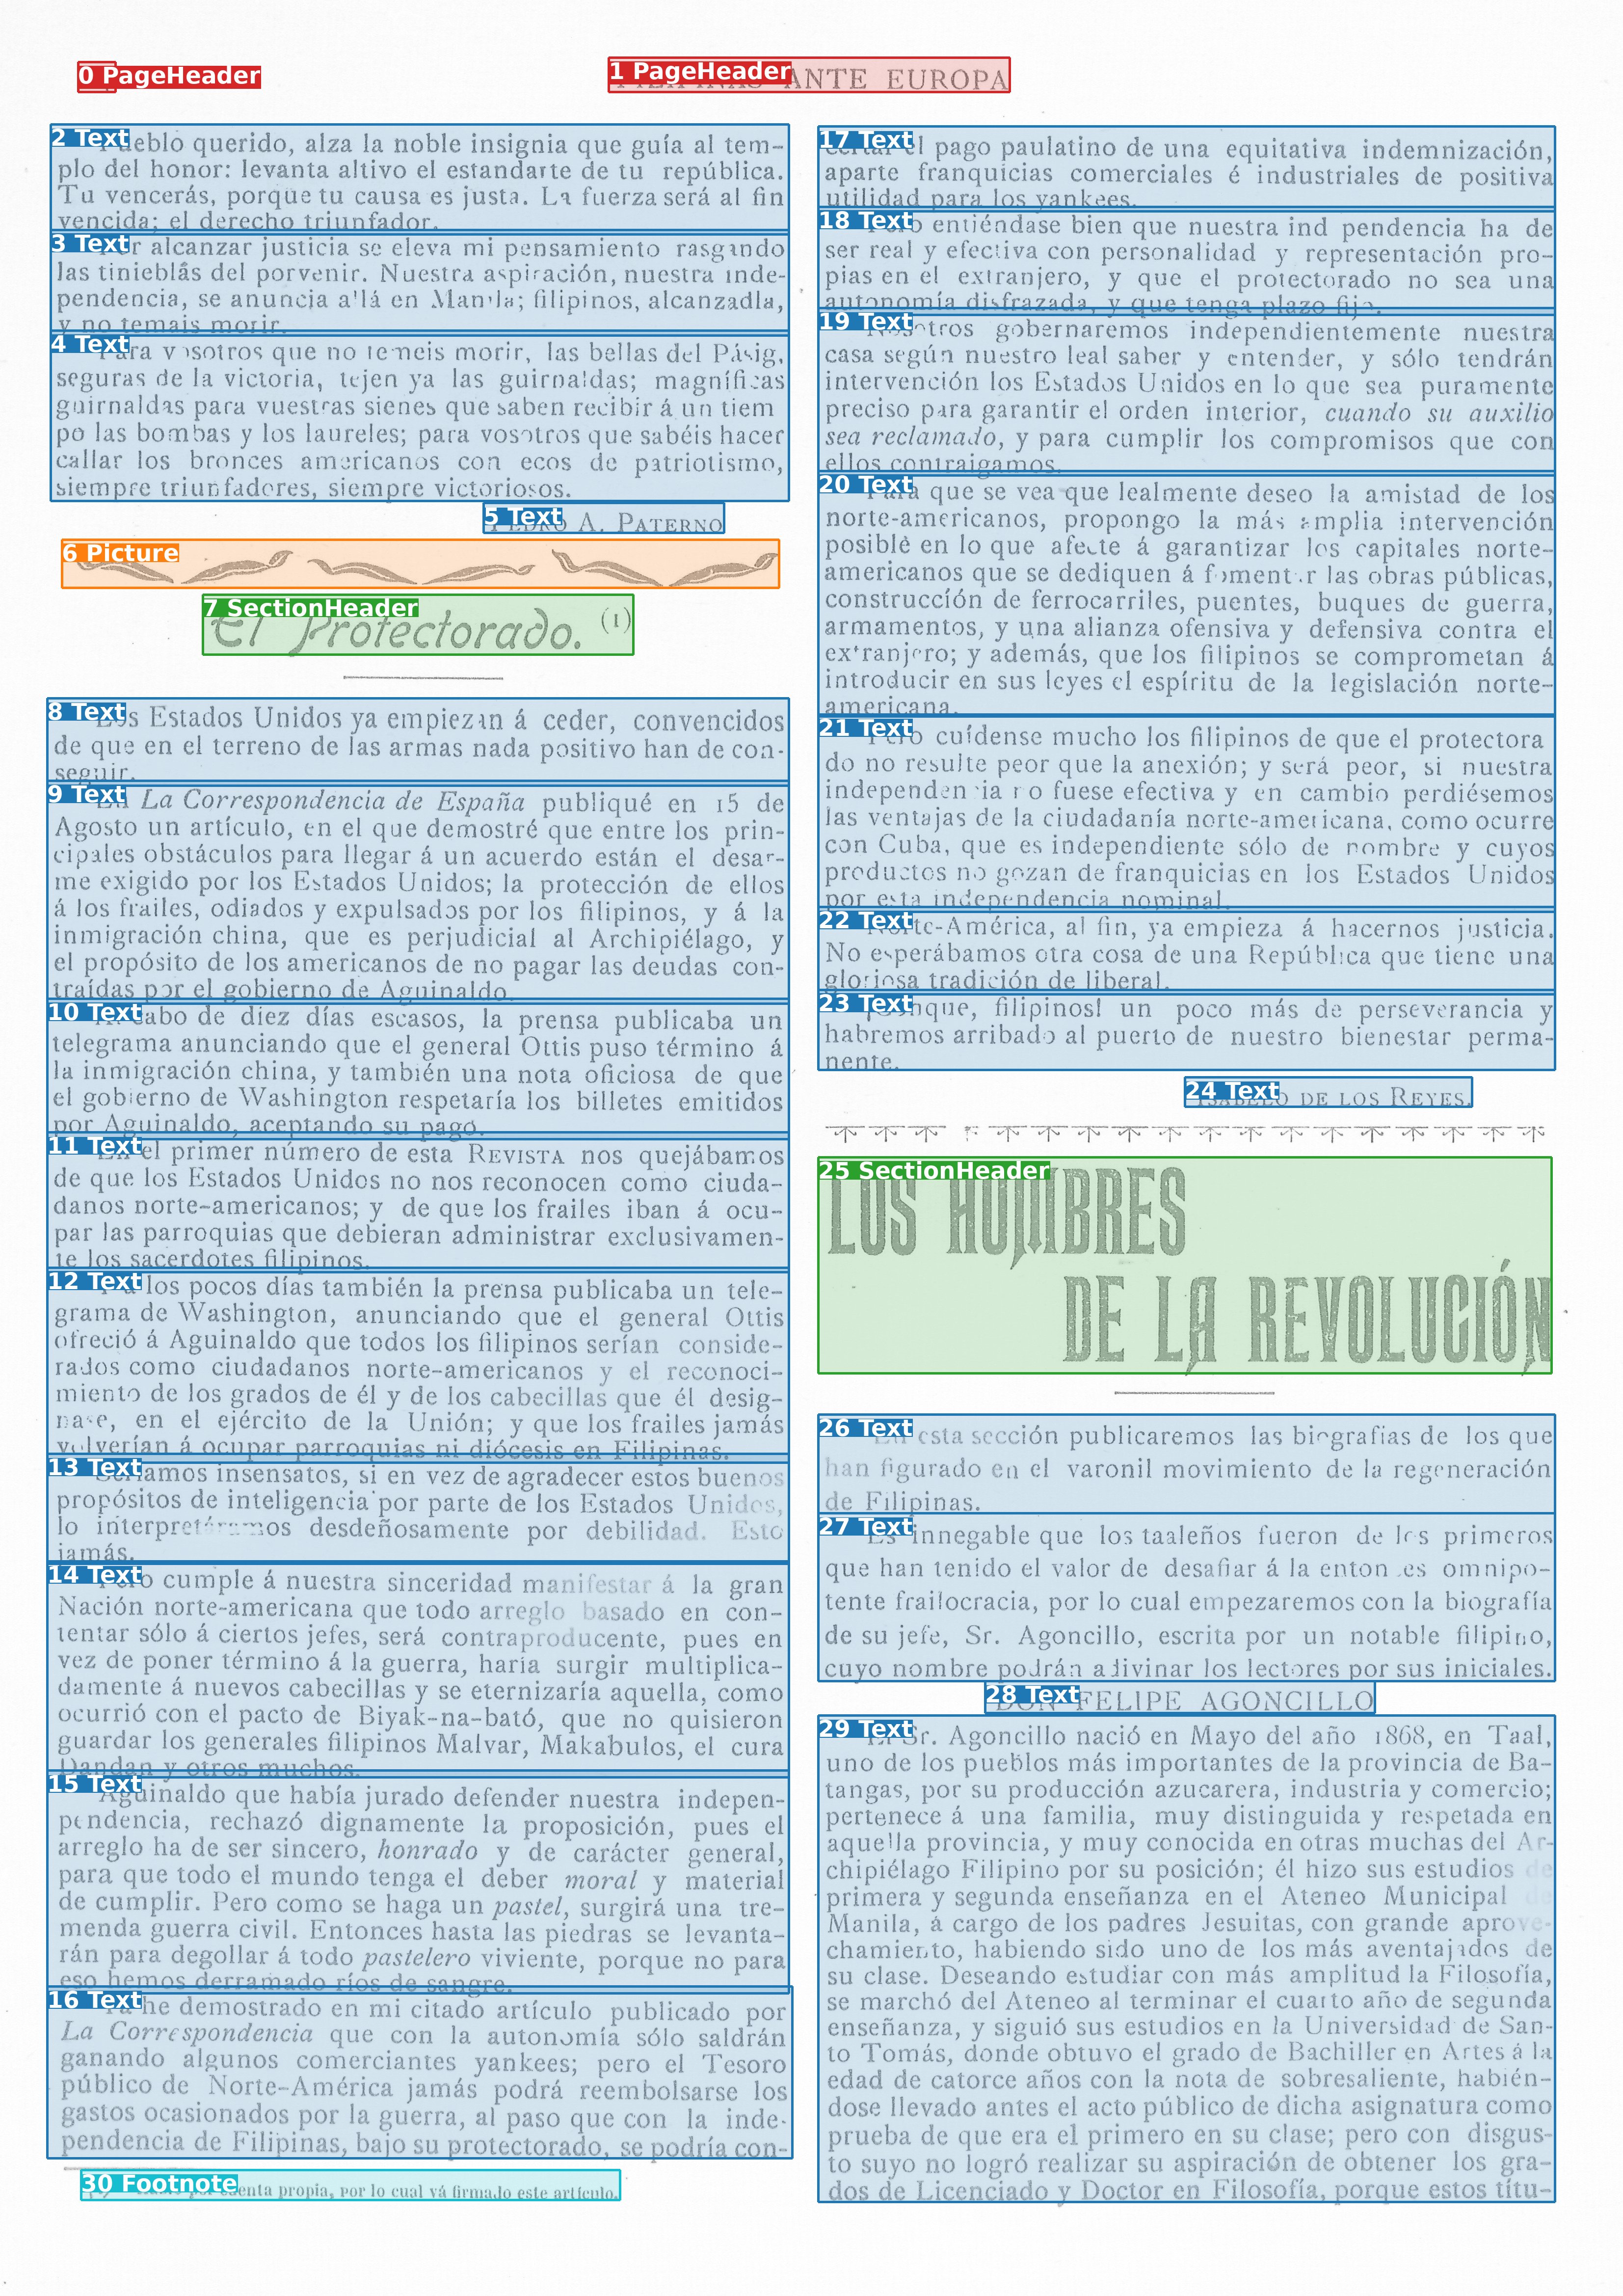 ANTE EUROPA
querido, alza la noble insignia que guía al tem-
plo del honor: levanta altivo el estandarte de tu república.
Tu vencerás, porque tu causa es justa. La fuerza será al fin
vencida; el derecho triunfador.
alcanzar justicia se eleva mi pensamiento rasgando
las tinieblas del porvenir. Nuestra aspiración, nuestra inde-
pendencia, se anuncia a'lá en Manila; filipinos, alcanzadla,
y no temais morir.
Para vosotros que no temeis morir, las bellas del Pásig,
seguras de la victoria, tejen ya las guirnaldas; magníficas
guirnaldas para vuestras sienes que saben recibir á un tiem
po las bombas y los laureles; para vosotros que sabéis hacer
callar los bronces americanos con ecos de patriotismo,
siempre triunfadores, siempre victoriosos.
A. PATERNO
El Protectorado. (1)
Estados Unidos ya empiezan á ceder, convencidos
de que en el terreno de las armas nada positivo han de con-
seguir.
La Correspondencia de España publiqué en 15 de
Agosto un artículo, en el que demostré que entre los prin-
cipales obstáculos para llegar á un acuerdo están el desar-
me exigido por los Estados Unidos; la protección de ellos
á los frailes, odiados y expulsados por los filipinos, y á la
inmigración china, que es perjudicial al Archipiélago, y
el propósito de los americanos de no pagar las deudas con-
traídas por el gobierno de Aguinaldo.
cabo de diez días escasos, la prensa publicaba un
telegrama anunciando que el general Ottis puso término á
la inmigración china, y también una nota oficiosa de que
el gobierno de Washington respetaría los billetes emitidos
por Aguinaldo, aceptando su pago.
el primer número de esta REVISTA nos quejábamos
de que los Estados Unidos no nos reconocen como ciuda-
danos norte-americanos; y de que los frailes iban á ocu-
par las parroquias que debieran administrar exclusivamen-
te los sacerdotes filipinos.
los pocos días también la prensa publicaba un tele-
grama de Washington, anunciando que el general Ottis
ofreció á Aguinaldo que todos los filipinos serían conside-
rados como ciudadanos norte-americanos y el reconoci-
miento de los grados de él y de los cabecillas que él desig-
nase, en el ejército de la Unión; y que los frailes jamás
volverían á ocupar parroquias ni diócesis en Filipinas.
Seríamos insensatos, si en vez de agradecer estos buenos
propósitos de inteligencia por parte de los Estados Unidos,
lo interpretáramos desdeñosamente por debilidad. Esto
jamás.
cumple á nuestra sinceridad manifestar á la gran
Nación norte-americana que todo arreglo basado en con-
tentar sólo á ciertos jefes, será contraproducente, pues en
vez de poner término á la guerra, haria surgir multiplica-
damente á nuevos cabecillas y se eternizaría aquella, como
ocurrió con el pacto de Biyak-na-bató, que no quisieron
guardar los generales filipinos Malvar, Makabulos, el cura
Dandan y otros muchos.
Aguinaldo que había jurado defender nuestra indepen-
pendencia, rechazó dignamente la proposición, pues el
arreglo ha de ser sincero, honrado y de carácter general,
para que todo el mundo tenga el deber moral y material
de cumplir. Pero como se haga un pastel, surgirá una tre-
menda guerra civil. Entonces hasta las piedras se levanta-
rán para degollar á todo pastelero viviente, porque no para
eso hemos derramado ríos de sangre.
he demostrado en mi citado artículo publicado por
La Correspondencia que con la autonomía sólo saldrán
ganando algunos comerciantes yankees; pero el Tesoro
público de Norte-América jamás podrá reembolsarse los
gastos ocasionados por la guerra, al paso que con la inde-
pendencia de Filipinas, bajo su protectorado, se podría con-
cuenta propia, por lo cual vá firmado este artículo.
el pago paulatino de una equitativa indemnización,
aparte franquicias comerciales é industriales de positiva
utilidad para los yankees.
entiéndase bien que nuestra ind pendencia ha de
ser real y efectiva con personalidad y representación pro-
pias en el extranjero, y que el protectorado no sea una
autonomía disfrazada, y que tenga plazo fijo.
Nosotros gobernaremos independientemente nuestra
casa según nuestro leal saber y entender, y sólo tendrán
intervención los Estados Unidos en lo que sea puramente
preciso para garantir el orden interior, cuando su auxilio
sea reclamado, y para cumplir los compromisos que con
ellos contraigamos.
Para que se vea que lealmente deseo la amistad de los
norte-americanos, propongo la más amplia intervención
posible en lo que afecte á garantizar los capitales norte-
americanos que se dediquen á foment r las obras públicas,
construcción de ferrocarriles, puentes, buques de guerra,
armamentos, y una alianza ofensiva y defensiva contra el
extranjero; y además, que los filipinos se comprometan á
introducir en sus leyes el espíritu de la legislación norte-
americana.
Pero cuídense mucho los filipinos de que el protectora
do no resulte peor que la anexión; y será peor, si nuestra
independencia no fuese efectiva y en cambio perdiésemos
las ventajas de la ciudadanía norte-americana, como ocurre
con Cuba, que es independiente sólo de nombre y cuyos
productos no gozan de franquicias en los Estados Unidos
por esta independencia nominal.
Norte-América, al fin, ya empieza á hacernos justicia.
No esperábamos otra cosa de una República que tiene una
gloriosa tradición de liberal.
filipinos! un poco más de perseverancia y
habremos arribado al puerto de nuestro bienestar perma-
nente.
ISABELO DE LOS REYES.
LOS HOMBRES
DE LA REVOLUCIÓN
En esta sección publicaremos las biografias de los que
han figurado en el varonil movimiento de la regeneración
de Filipinas.
Es innegable que los taaleños fueron de los primeros
que han tenido el valor de desafiar á la enton es omnipo-
tente frailocracia, por lo cual empezaremos con la biografía
de su jefe, Sr. Agoncillo, escrita por un notable filipino,
cuyo nombre podrán adivinar los lectores por sus iniciales.
DON FELIPE AGONCILLO
Sr. Agoncillo nació en Mayo del año 1868, en Taal,
uno de los pueblos más importantes de la provincia de Ba-
tangas, por su producción azucarera, industria y comercio;
pertenece á una familia, muy distinguida y respetada en
aquella provincia, y muy conocida en otras muchas del Ar-
chipiélago Filipino por su posición; él hizo sus estudios de
primera y segunda enseñanza en el Ateneo Municipal de
Manila, á cargo de los padres Jesuitas, con grande aprove-
chamiento, habiendo sido uno de los más aventajados de
su clase. Deseando estudiar con más amplitud la Filosofía,
se marchó del Ateneo al terminar el cuarto año de segunda
enseñanza, y siguió sus estudios en la Universidad de San-
to Tomás, donde obtuvo el grado de Bachiller en Artes á la
edad de catorce años con la nota de sobresaliente, habién-
dose llevado antes el acto público de dicha asignatura como
prueba de que era el primero en su clase; pero con disgus-
to suyo no logró realizar su aspiración de obtener los gra-
dos de Licenciado y Doctor en Filosofía, porque estos títu-